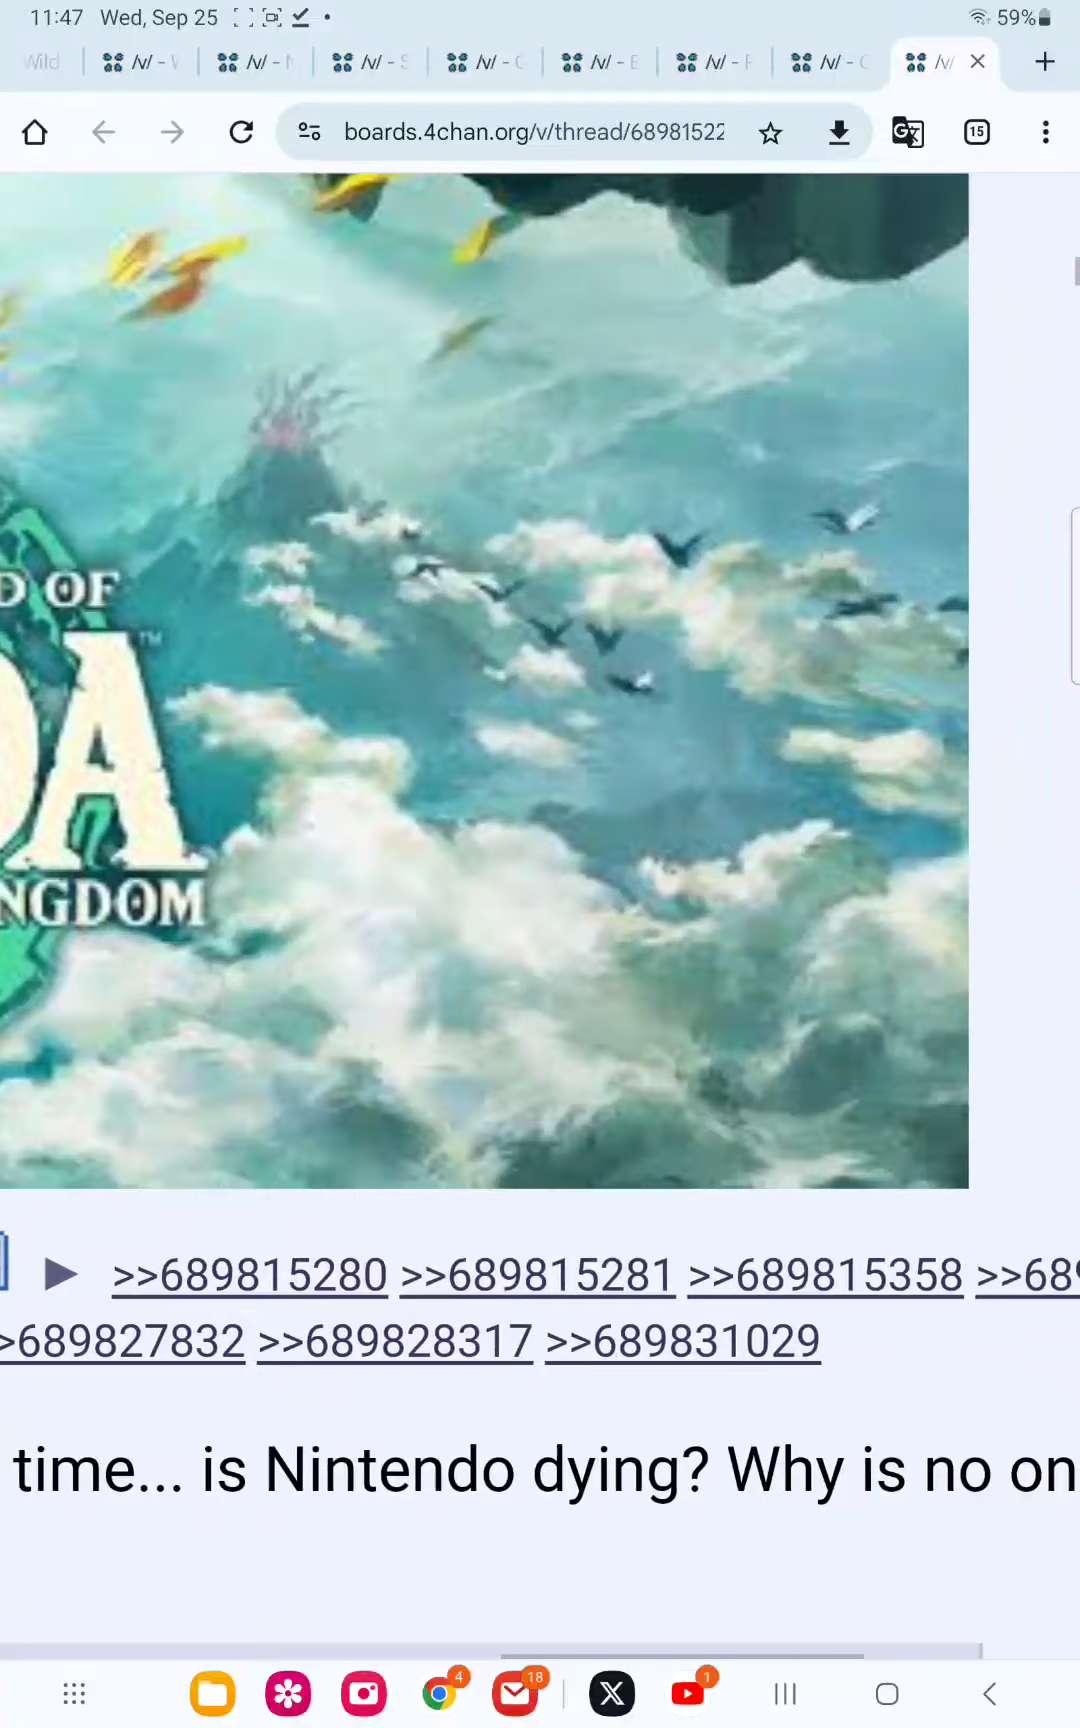 11:47 Wed, Sep 25
59%
Wild /v/ - /v/ - N /v/ - S /v/ - /v/ - E /v/ - F /v/ - /v/
boards.4chan.org/v/thread/68981522
15
D OF
DA
™
NGDOM
>>689815280 >>689815281 >>689815358 >>689
>689827832 >>689828317 >>689831029
time... is Nintendo dying? Why is no on
4 18 X 1